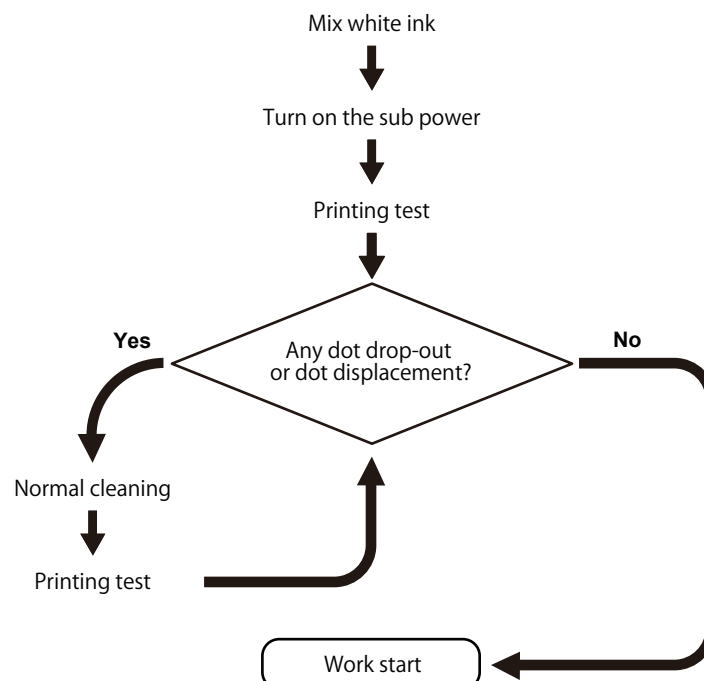 Mix white ink
Turn on the sub power
Printing test
Yes
No
Any dot drop-out
or dot displacement?
Normal cleaning
Printing test
Work start